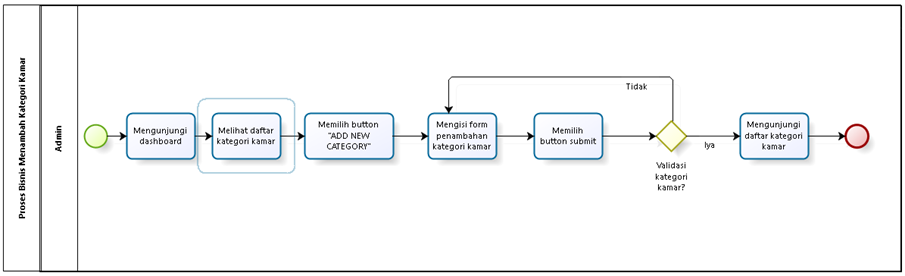 Proses Bisnis Menambah Kategori Kamar
Admin
Mengunjungi
dashboard
Melihat daftar
kategori kamar
Memilih button
"ADD NEW
CATEGORY"
Mengisi form
penambahan
kategori kamar
Memilih
button submit
Tidak
Validasi
kategori
kamar?
Iya
Mengunjungi
daftar kategori
kamar